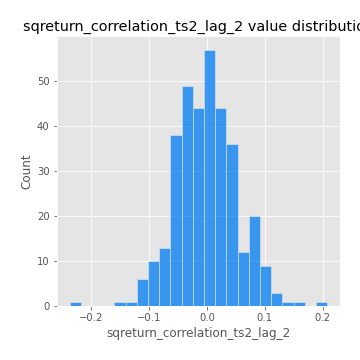 sqreturn_correlation_ts2_lag_2 value distributio
50
40
30
20
10
0
Count
−0.2 −0.1 0.0 0.1 0.2
sqreturn_correlation_ts2_lag_2